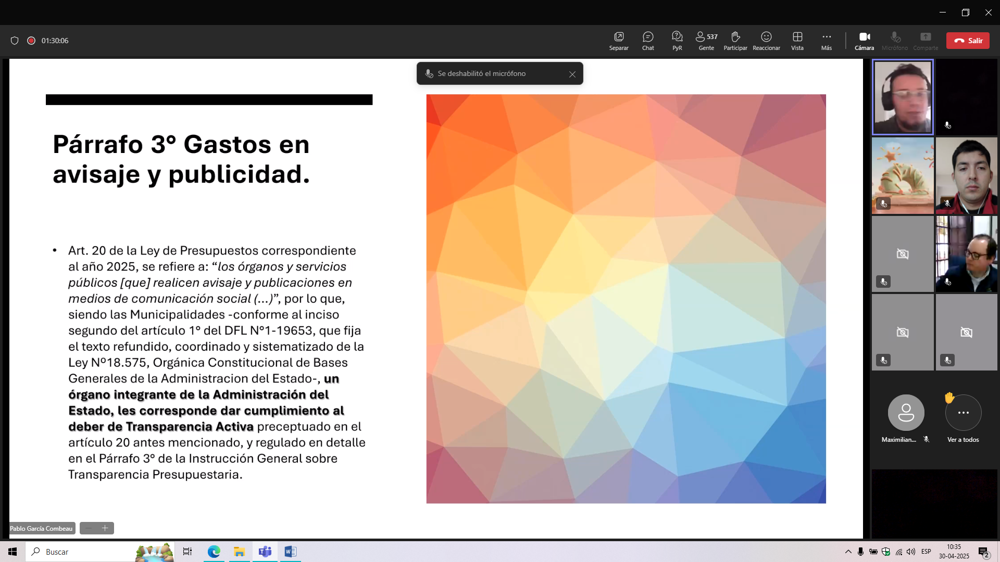 01:30:06
Separar
Chat
PyR
537
Gente
Participar
Reaccionar
Vista
Más
Cámara
Micrófono
Comparte
Salir
Se deshabilitó el micrófono
Párrafo 3° Gastos en
avisaje y publicidad.
• Art. 20 de la Ley de Presupuestos correspondiente
al año 2025, se refiere a: “los órganos y servicios
públicos [que] realicen avisaje y publicaciones en
medios de comunicación social (...)”, por lo que,
siendo las Municipalidades -conforme al inciso
segundo del artículo 1° del DFL N°1-19653, que fija
el texto refundido, coordinado y sistematizado de la
Ley Nº18.575, Orgánica Constitucional de Bases
Generales de la Administracion del Estado-, un
órgano integrante de la Administración del
Estado, les corresponde dar cumplimiento al
deber de Transparencia Activa preceptuado en el
artículo 20 antes mencionado, y regulado en detalle
en el Párrafo 3° de la Instrucción General sobre
Transparencia Presupuestaria.
Maximilian...
Ver a todos
Pablo García Combeau
Buscar
ESP
10:35
30-04-2025
2